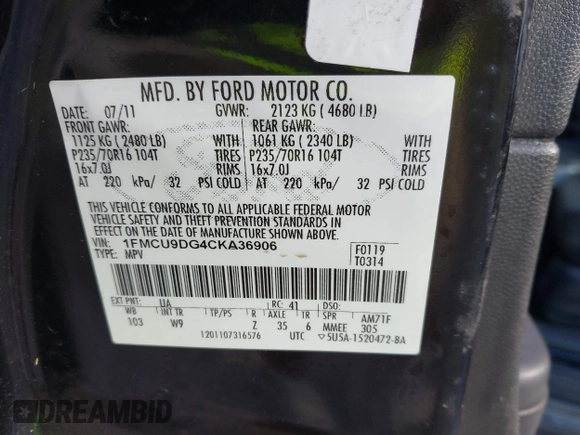 MFD. BY FORD MOTOR CO.
DATE: 07/11 GVWR: 2123 KG ( 4680 LB)
FRONT GAWR: REAR GAWR:
1125 KG ( 2480 LB) WITH 1061 KG ( 2340 LB) WITH
P235/70R16 104T TIRES P235/70R16 104T TIRES
16x7.0J RIMS 16x7.0J RIMS
AT 220 kPa/ 32 PSI COLD AT 220 kPa/ 32 PSI COLD
THIS VEHICLE CONFORMS TO ALL APPLICABLE FEDERAL MOTOR
VEHICLE SAFETY AND THEFT PREVENTION STANDARDS IN EFFECT
ON THE DATE OF MANUFACTURE SHOWN ABOVE.
VIN: 1FMCU9DG4CKA36906 F0119
TYPE: MPV T0314
EXT PNT: UA RC: 41 DSO:
WB INT TR TP/PS R AXLE TR SPR AM71F
103 W9 Z 35 6 MMEE 305
1201107316576 UTC ▽5U5A-1520472-BA
DREAMBID